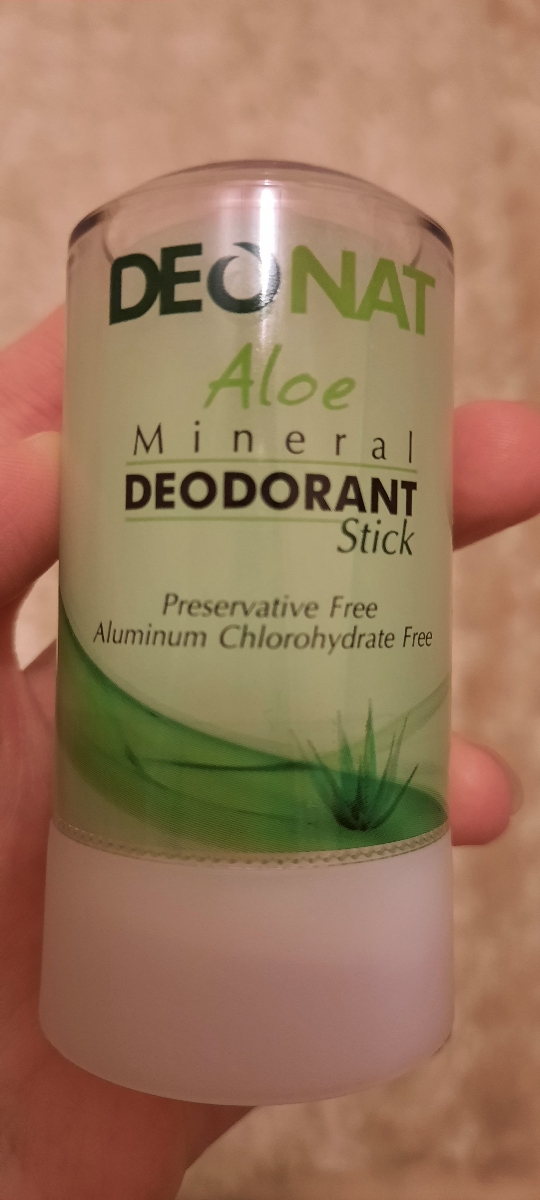 DEONAT
Aloe
Mineral
DEODORANT
Stick
Preservative Free
Aluminum Chlorohydrate Free